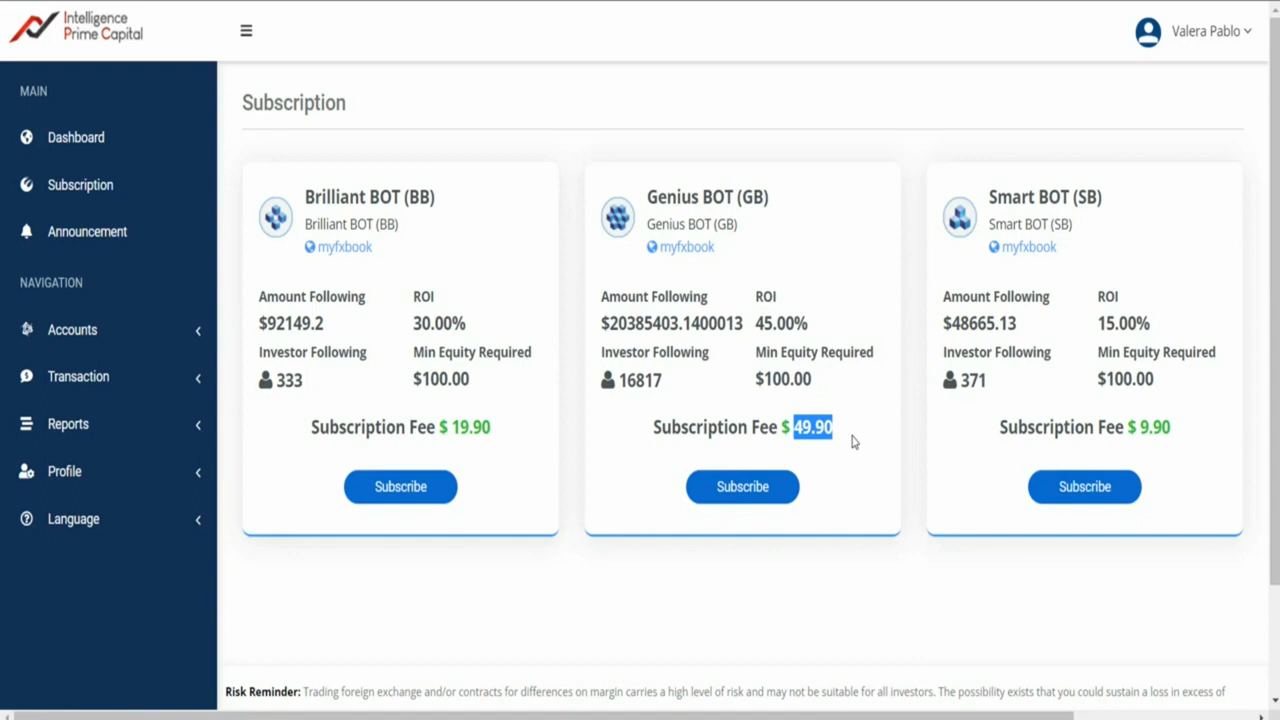 Intelligence
Prime Capital
Valera Pablo
MAIN
Dashboard
Subscription
Announcement
NAVIGATION
Accounts
Transaction
Reports
Profile
Language
Subscription
Brilliant BOT (BB)
Brilliant BOT (BB)
myfxbook
Amount Following ROI
$92149.2 30.00%
Investor Following Min Equity Required
333 $100.00
Subscription Fee $ 19.90
Subscribe
Genius BOT (GB)
Genius BOT (GB)
myfxbook
Amount Following ROI
$20385403.1400013 45.00%
Investor Following Min Equity Required
16817 $100.00
Subscription Fee $ 49.90
Subscribe
Smart BOT (SB)
Smart BOT (SB)
myfxbook
Amount Following ROI
$48665.13 15.00%
Investor Following Min Equity Required
371 $100.00
Subscription Fee $ 9.90
Subscribe
Risk Reminder: Trading foreign exchange and/or contracts for differences on margin carries a high level of risk and may not be suitable for all investors. The possibility exists that you could sustain a loss in excess of